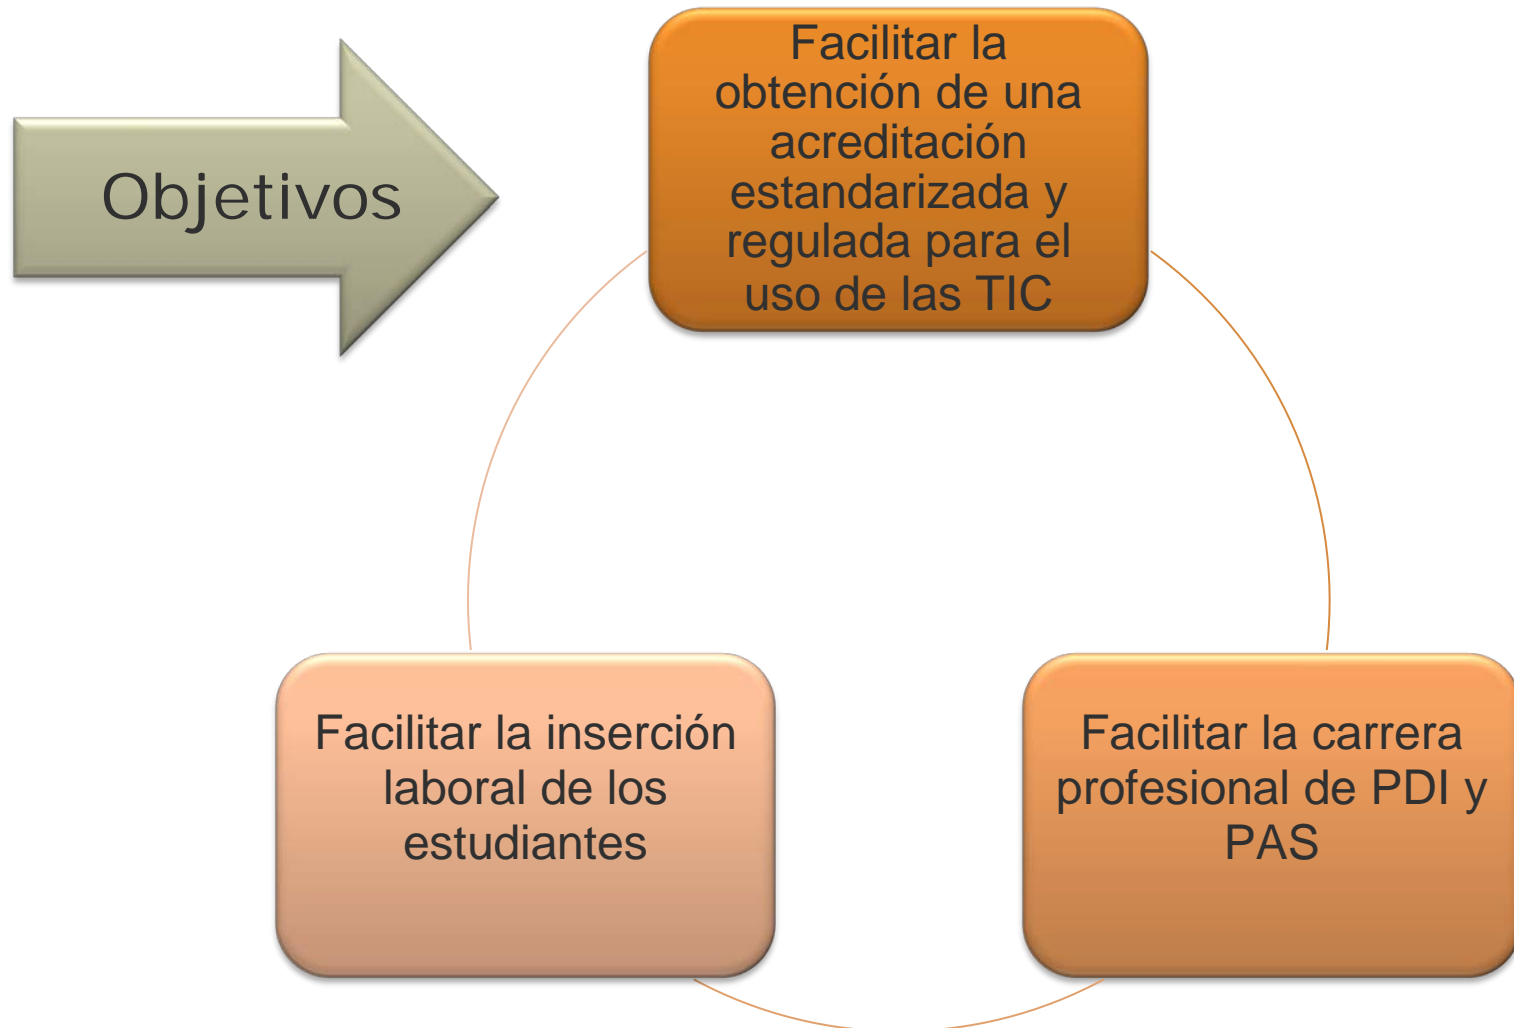 Objetivos
Facilitar la
obtención de una
acreditación
estandarizada y
regulada para el
uso de las TIC
Facilitar la inserción
laboral de los
estudiantes
Facilitar la carrera
profesional de PDI y
PAS